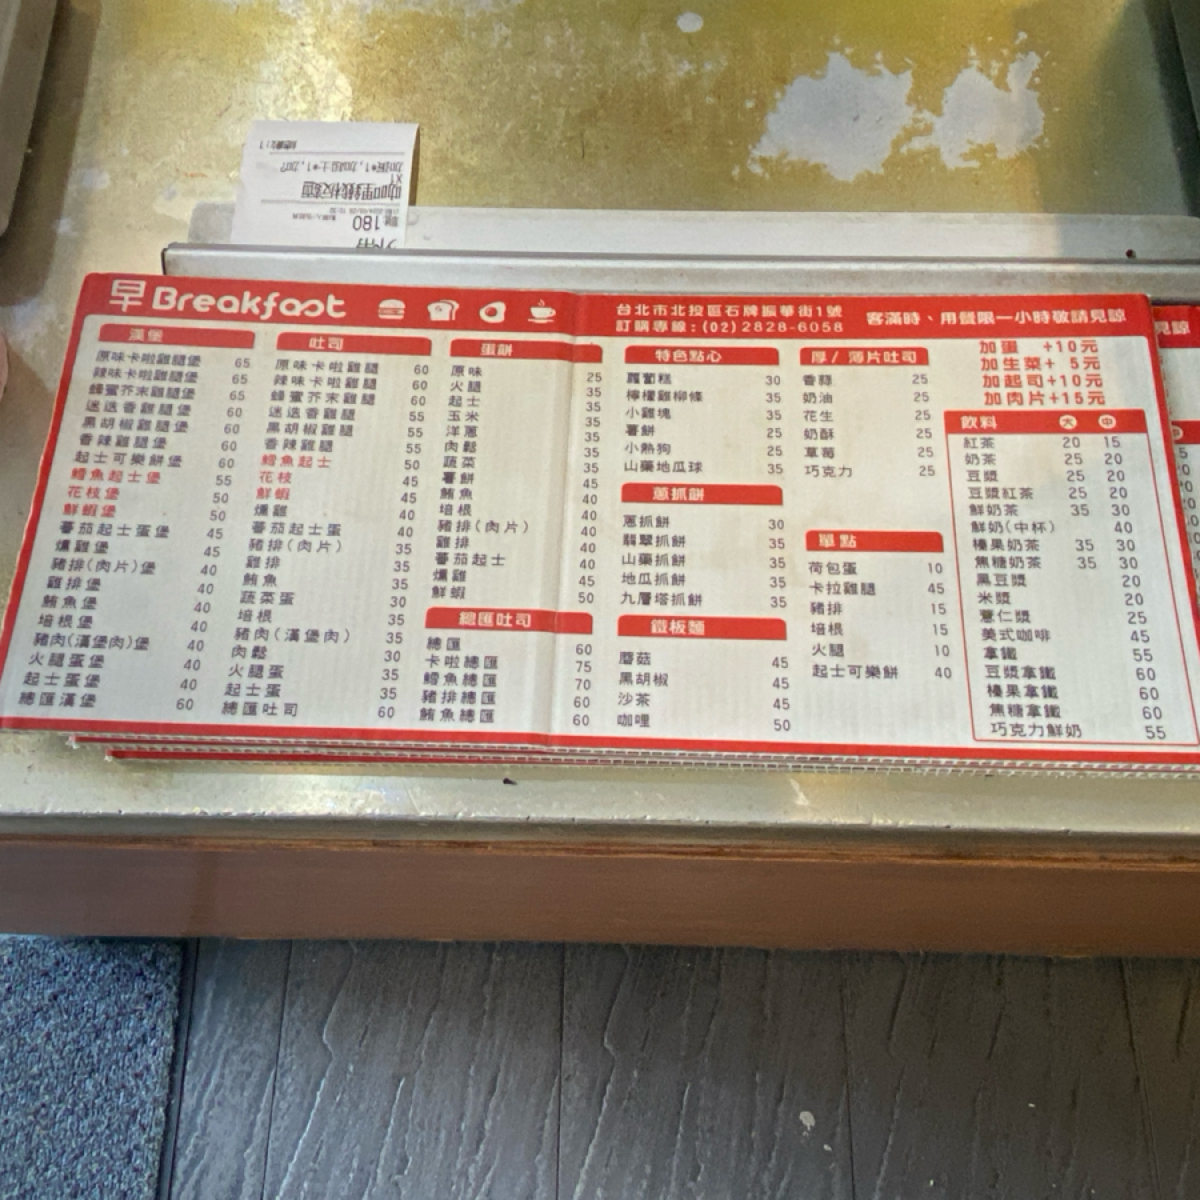 早Breakfast
台北市北投區石牌振華街1號
訂購專線:(02)2828-6058
客滿時、用餐限一小時敬請見諒
漢堡
原味卡啦雞腿堡 65
辣味卡啦雞腿堡 65
蜂蜜芥末雞腿堡 65
迷迭香雞腿堡 60
黑胡椒雞腿堡 60
香辣雞腿堡 60
起士可樂餅堡 60
鱈魚起士堡 55
花枝堡 50
鮮蝦堡 50
蕃茄起士蛋堡 45
燻雞堡 45
豬排(肉片)堡 40
雞排堡 40
鮪魚堡 40
培根堡 40
豬肉(漢堡肉)堡 40
火腿蛋堡 40
起士蛋堡 40
總匯漢堡 60
吐司
原味卡啦雞腿 60
辣味卡啦雞腿 60
蜂蜜芥末雞腿 60
迷迭香雞腿 55
黑胡椒雞腿 55
香辣雞腿 55
鱈魚起士 50
花枝 45
鮮蝦 45
燻雞 40
蕃茄起士蛋 40
豬排(肉片) 35
雞排 35
鮪魚 35
蔬菜蛋 30
培根 35
豬肉(漢堡肉) 35
肉鬆 30
火腿蛋 35
起士蛋 35
總匯吐司 60
蛋餅
原味 25
火腿 35
起士 35
玉米 35
洋蔥 35
肉鬆 35
蔬菜 35
薯餅 45
鮪魚 40
培根 40
豬排(肉片) 40
雞排 40
蕃茄起士 40
燻雞 45
鮮蝦 50
總匯吐司
總匯 60
卡啦總匯 75
鱈魚總匯 70
豬排總匯 60
鮪魚總匯 60
特色點心
蘿蔔糕 30
檸檬雞柳條 35
小雞塊 35
薯餅 25
小熱狗 25
山藥地瓜球 35
蔥抓餅
蔥抓餅 30
翡翠抓餅 35
山藥抓餅 35
地瓜抓餅 35
九層塔抓餅 35
鐵板麵
蘑菇 45
黑胡椒 45
沙茶 45
咖哩 50
厚/薄片吐司
香蒜 25
奶油 25
花生 25
奶酥 25
草莓 25
巧克力 25
單點
荷包蛋 10
卡拉雞腿 45
豬排 15
培根 15
火腿 10
起士可樂餅 40
加蛋 +10元
加生菜+ 5元
加起司+10元
加肉片+15元
飲料 大 中
紅茶 20 15
奶茶 25 20
豆漿 25 20
豆漿紅茶 25 20
鮮奶茶 35 30
鮮奶(中杯) 40
榛果奶茶 35 30
焦糖奶茶 35 30
黑豆漿 20
米漿 20
薏仁漿 25
美式咖啡 45
拿鐵 55
豆漿拿鐵 60
榛果拿鐵 60
焦糖拿鐵 60
巧克力鮮奶 55
見諒
180
咖哩鐵板麵
X1